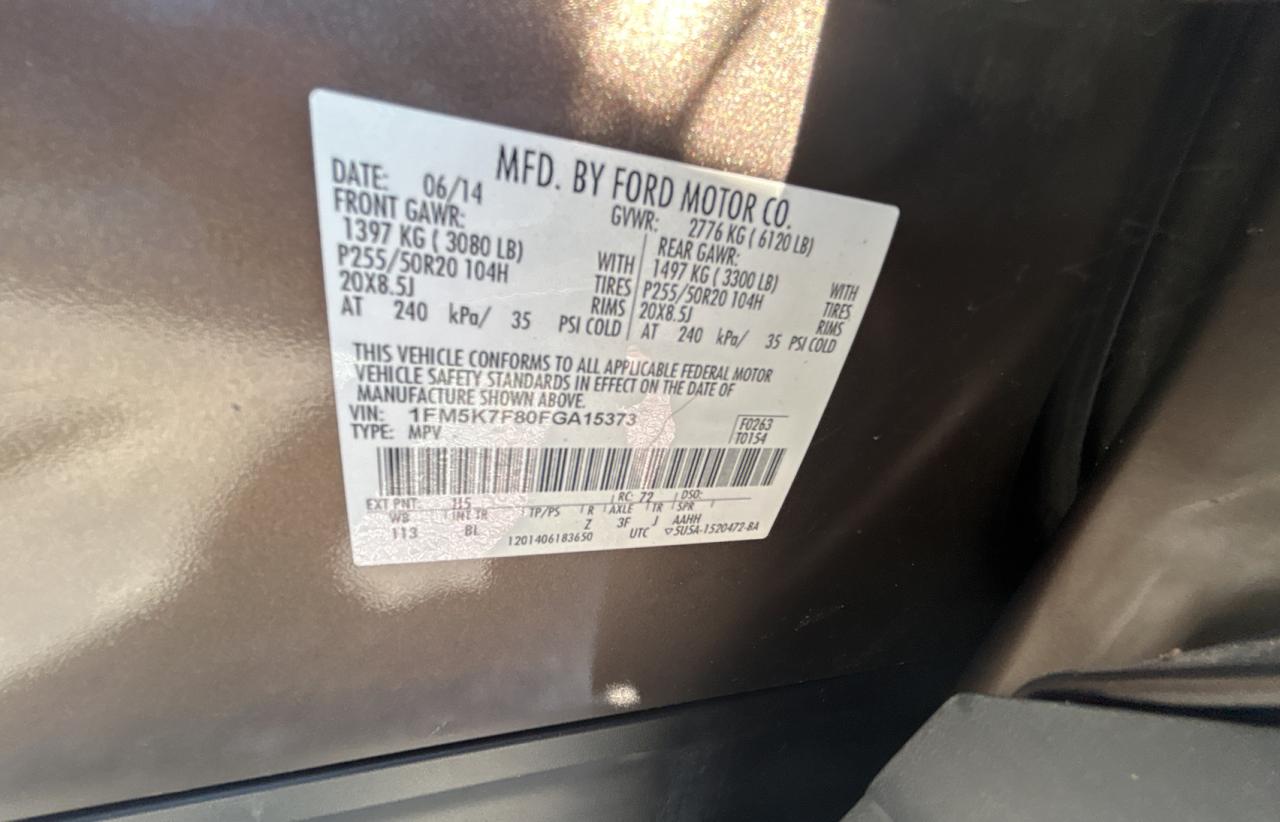 MFD. BY FORD MOTOR CO.
DATE: 06/14 GVWR: 2776 KG ( 6120 LB)
FRONT GAWR: REAR GAWR:
1397 KG ( 3080 LB) WITH 1497 KG ( 3300 LB) WITH
P255/50R20 104H TIRES P255/50R20 104H TIRES
20X8.5J RIMS 20X8.5J RIMS
AT 240 kPa/ 35 PSI COLD AT 240 kPa/ 35 PSI COLD
THIS VEHICLE CONFORMS TO ALL APPLICABLE FEDERAL MOTOR
VEHICLE SAFETY STANDARDS IN EFFECT ON THE DATE OF
MANUFACTURE SHOWN ABOVE.
VIN: 1FM5K7F80FGA15373 F0263
TYPE: MPV T0154
EXT PNT: H5 RC: 72 DSO:
WB INT TR TP/PS R AXLE TR SPR
113 BL Z 3F J AAHH
1201406183650 UTC ▽5USA-1520472-BA